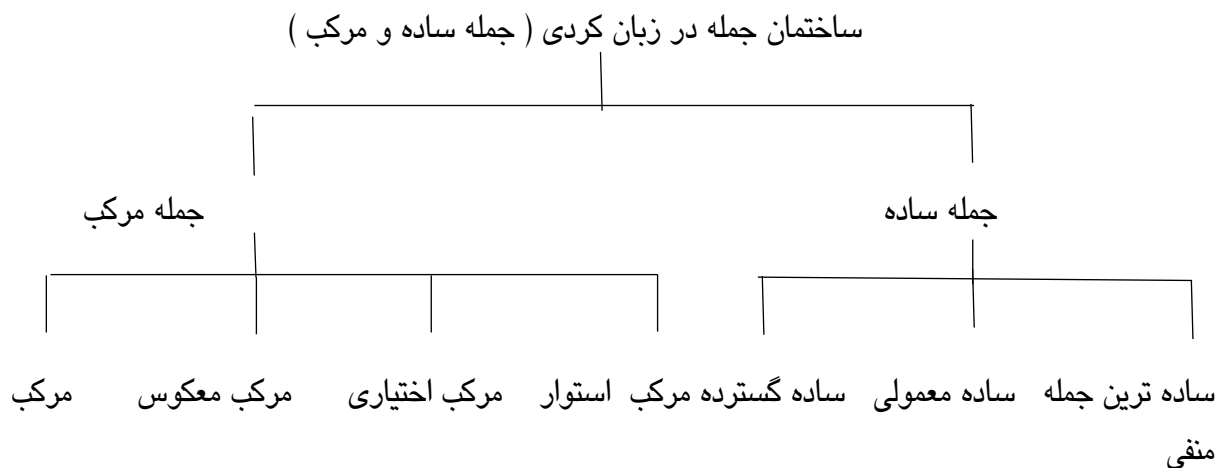 ساختمان جمله در زبان کردی ( جمله ساده و مرکب )
جمله ساده جمله مرکب
ساده ترین جمله ساده معمولی ساده گسترده مرکب استوار مرکب اختیاری مرکب معکوس مرکب
منفی